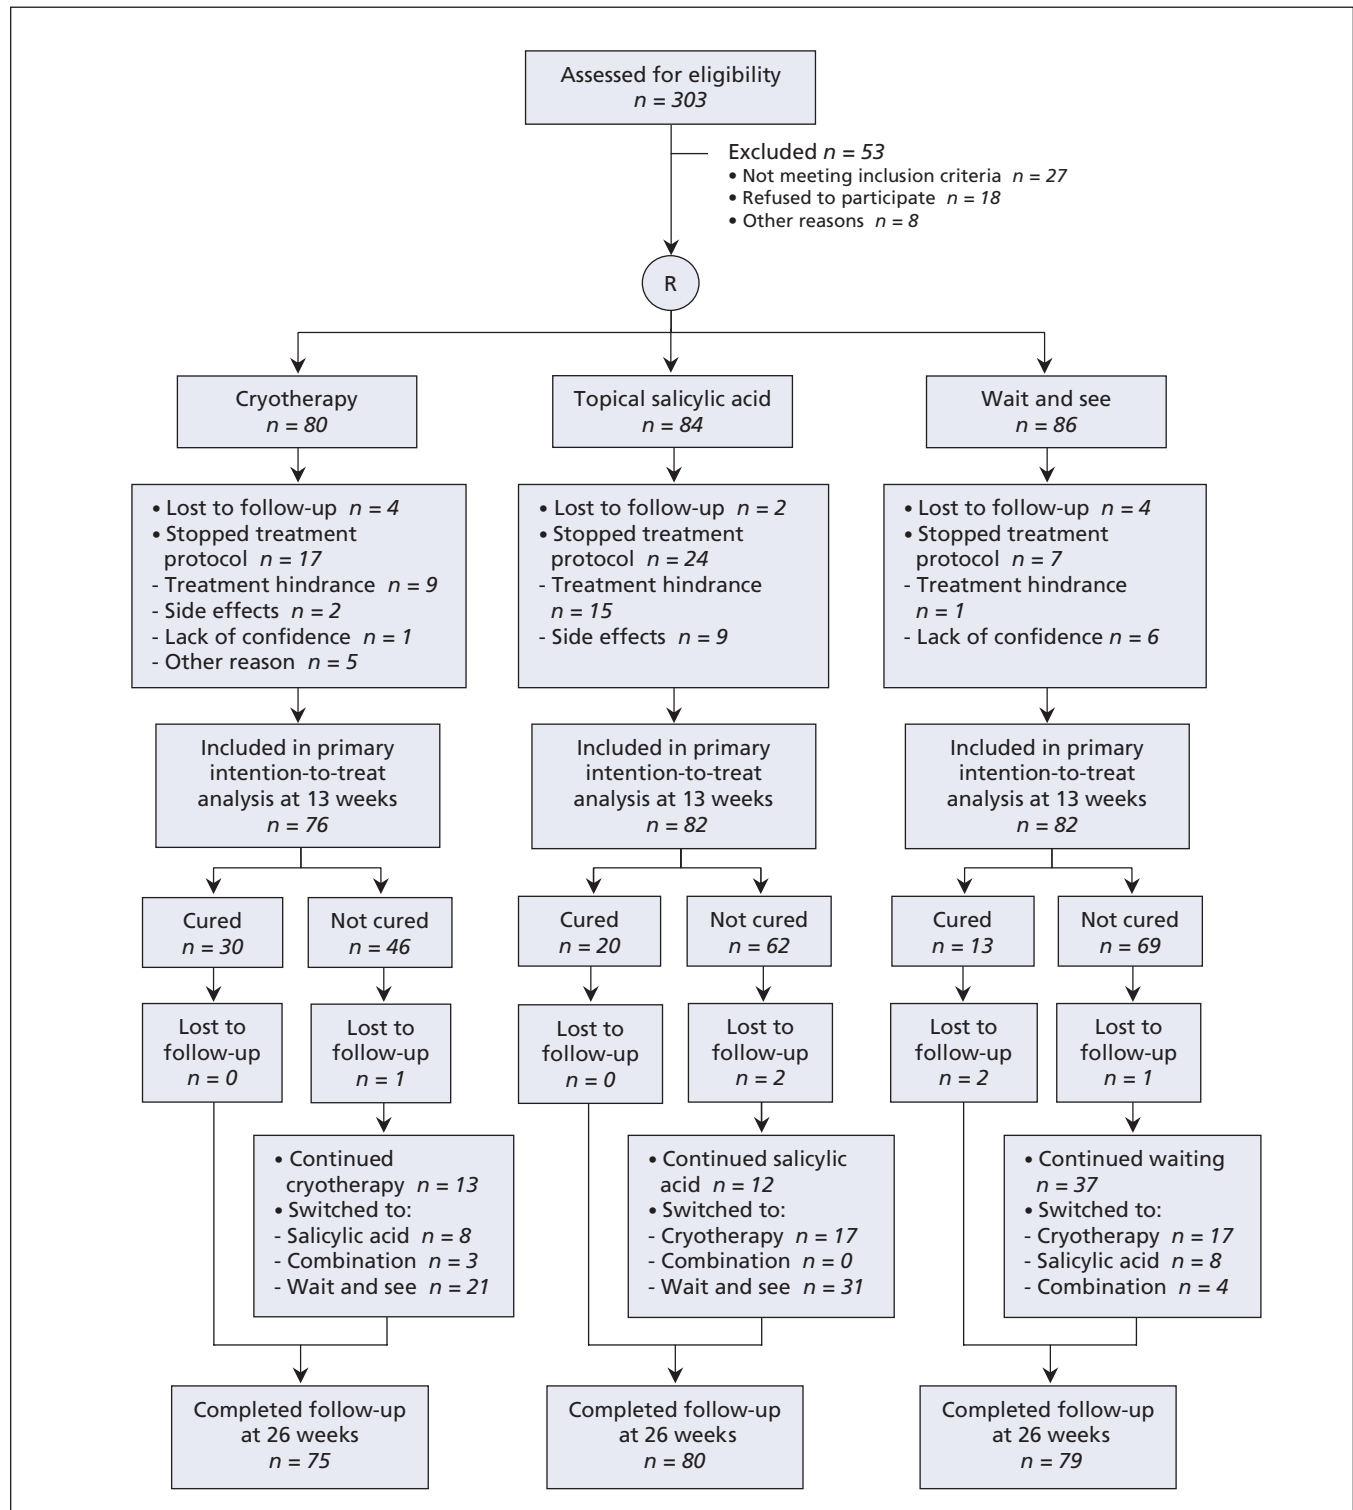 Assessed for eligibility
n = 303
Excluded n = 53
• Not meeting inclusion criteria n = 27
• Refused to participate n = 18
• Other reasons n = 8
R
Cryotherapy
n = 80
Topical salicylic acid
n = 84
Wait and see
n = 86
• Lost to follow-up n = 4
• Stopped treatment
protocol n = 17
- Treatment hindrance n = 9
- Side effects n = 2
- Lack of confidence n = 1
- Other reason n = 5
• Lost to follow-up n = 2
• Stopped treatment
protocol n = 24
- Treatment hindrance
n = 15
- Side effects n = 9
• Lost to follow-up n = 4
• Stopped treatment
protocol n = 7
- Treatment hindrance
n = 1
- Lack of confidence n = 6
Included in primary
intention-to-treat
analysis at 13 weeks
n = 76
Included in primary
intention-to-treat
analysis at 13 weeks
n = 82
Included in primary
intention-to-treat
analysis at 13 weeks
n = 82
Cured
n = 30
Not cured
n = 46
Cured
n = 20
Not cured
n = 62
Cured
n = 13
Not cured
n = 69
Lost to
follow-up
n = 0
Lost to
follow-up
n = 1
Lost to
follow-up
n = 0
Lost to
follow-up
n = 2
Lost to
follow-up
n = 2
Lost to
follow-up
n = 1
• Continued
cryotherapy n = 13
• Switched to:
- Salicylic acid n = 8
- Combination n = 3
- Wait and see n = 21
• Continued salicylic
acid n = 12
• Switched to:
- Cryotherapy n = 17
- Combination n = 0
- Wait and see n = 31
• Continued waiting
n = 37
• Switched to:
- Cryotherapy n = 17
- Salicylic acid n = 8
- Combination n = 4
Completed follow-up
at 26 weeks
n = 75
Completed follow-up
at 26 weeks
n = 80
Completed follow-up
at 26 weeks
n = 79